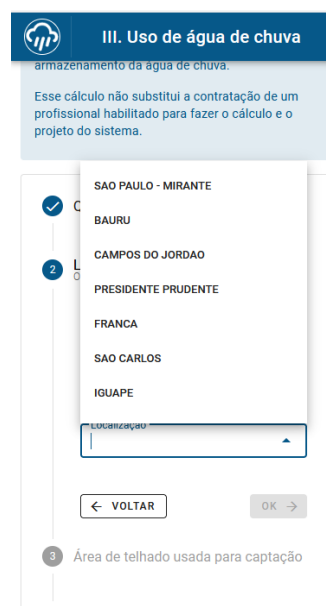 III. Uso de água de chuva
armazenamento da água de chuva.
Esse cálculo não substitui a contratação de um
profissional habilitado para fazer o cálculo e o
projeto do sistema.
SAO PAULO - MIRANTE
BAURU
2
CAMPOS DO JORDAO
PRESIDENTE PRUDENTE
FRANCA
SAO CARLOS
IGUAPE
Localização
← VOLTAR
OK →
3 Área de telhado usada para captação